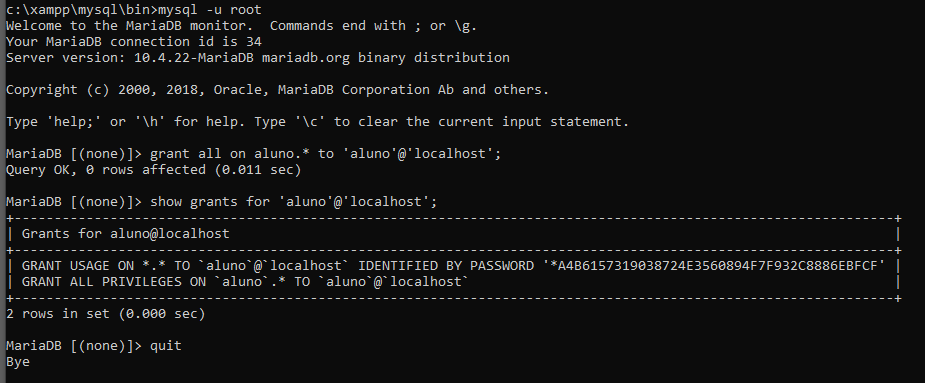 c:\xampp\mysql\bin>mysql -u root
Welcome to the MariaDB monitor.  Commands end with ; or \g.
Your MariaDB connection id is 34
Server version: 10.4.22-MariaDB mariadb.org binary distribution
Copyright (c) 2000, 2018, Oracle, MariaDB Corporation Ab and others.
Type 'help;' or '\h' for help. Type '\c' to clear the current input statement.
MariaDB [(none)]> grant all on aluno.* to 'aluno'@'localhost';
Query OK, 0 rows affected (0.011 sec)
MariaDB [(none)]> show grants for 'aluno'@'localhost';
+--------------------------------------------------------------------------------------------------------------+
| Grants for aluno@localhost                                                                                   |
+--------------------------------------------------------------------------------------------------------------+
| GRANT USAGE ON *.* TO `aluno`@`localhost` IDENTIFIED BY PASSWORD '*A4B6157319038724E3560894F7F932C8886EBFCF' |
| GRANT ALL PRIVILEGES ON `aluno`.* TO `aluno`@`localhost`                                                     |
+--------------------------------------------------------------------------------------------------------------+
2 rows in set (0.000 sec)
MariaDB [(none)]> quit
Bye